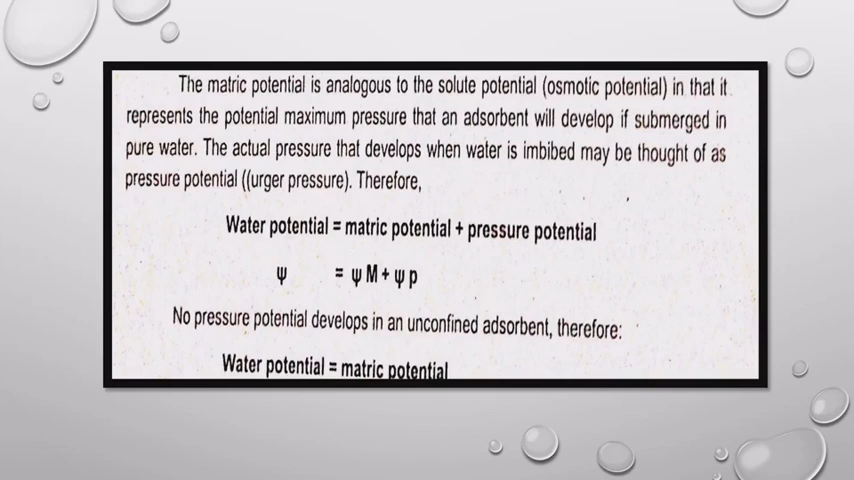 The matric potential is analogous to the solute potential (osmotic potential) in that it
represents the potential maximum pressure that an adsorbent will develop if submerged in
pure water. The actual pressure that develops when water is imbibed may be thought of as
pressure potential ((urger pressure). Therefore,
Water potential = matric potential + pressure potential
ψ = ψ M + ψ p
No pressure potential develops in an unconfined adsorbent, therefore:
Water potential = matric potential